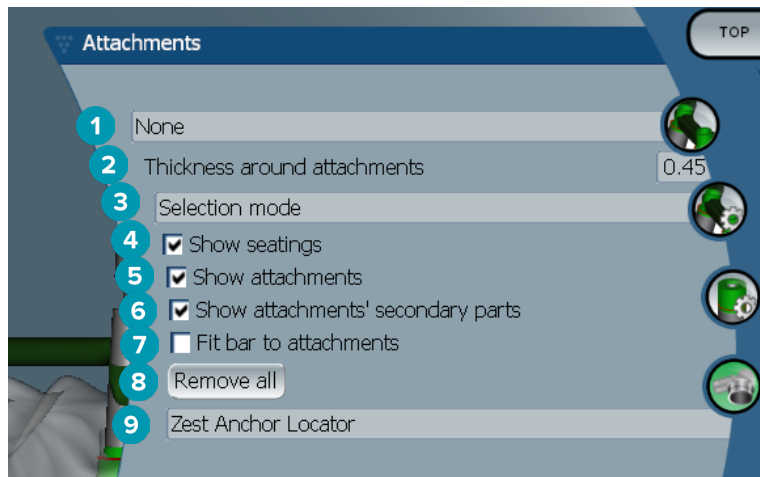 Attachments
TOP
1 None
2 Thickness around attachments 0.45
3 Selection mode
4 Show seatings
5 Show attachments
6 Show attachments' secondary parts
7 Fit bar to attachments
8 Remove all
9 Zest Anchor Locator